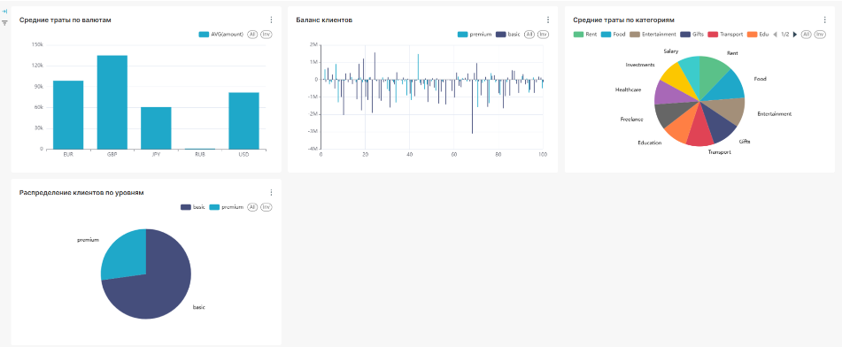 Средние траты по валютам
AVG(amount) All Inv
150k
120k
90k
60k
30k
0
EUR GBP JPY RUB USD
Баланс клиентов
premium basic All Inv
2M
1M
0
-1M
-2M
-3M
-4M
0 20 40 60 80 100
Средние траты по категориям
Rent Food Entertainment Gifts Transport Edu 1/2 All Inv
Salary
Rent
Investments
Food
Healthcare
Entertainment
Freelance
Gifts
Education
Transport
Распределение клиентов по уровням
basic premium All Inv
premium
basic